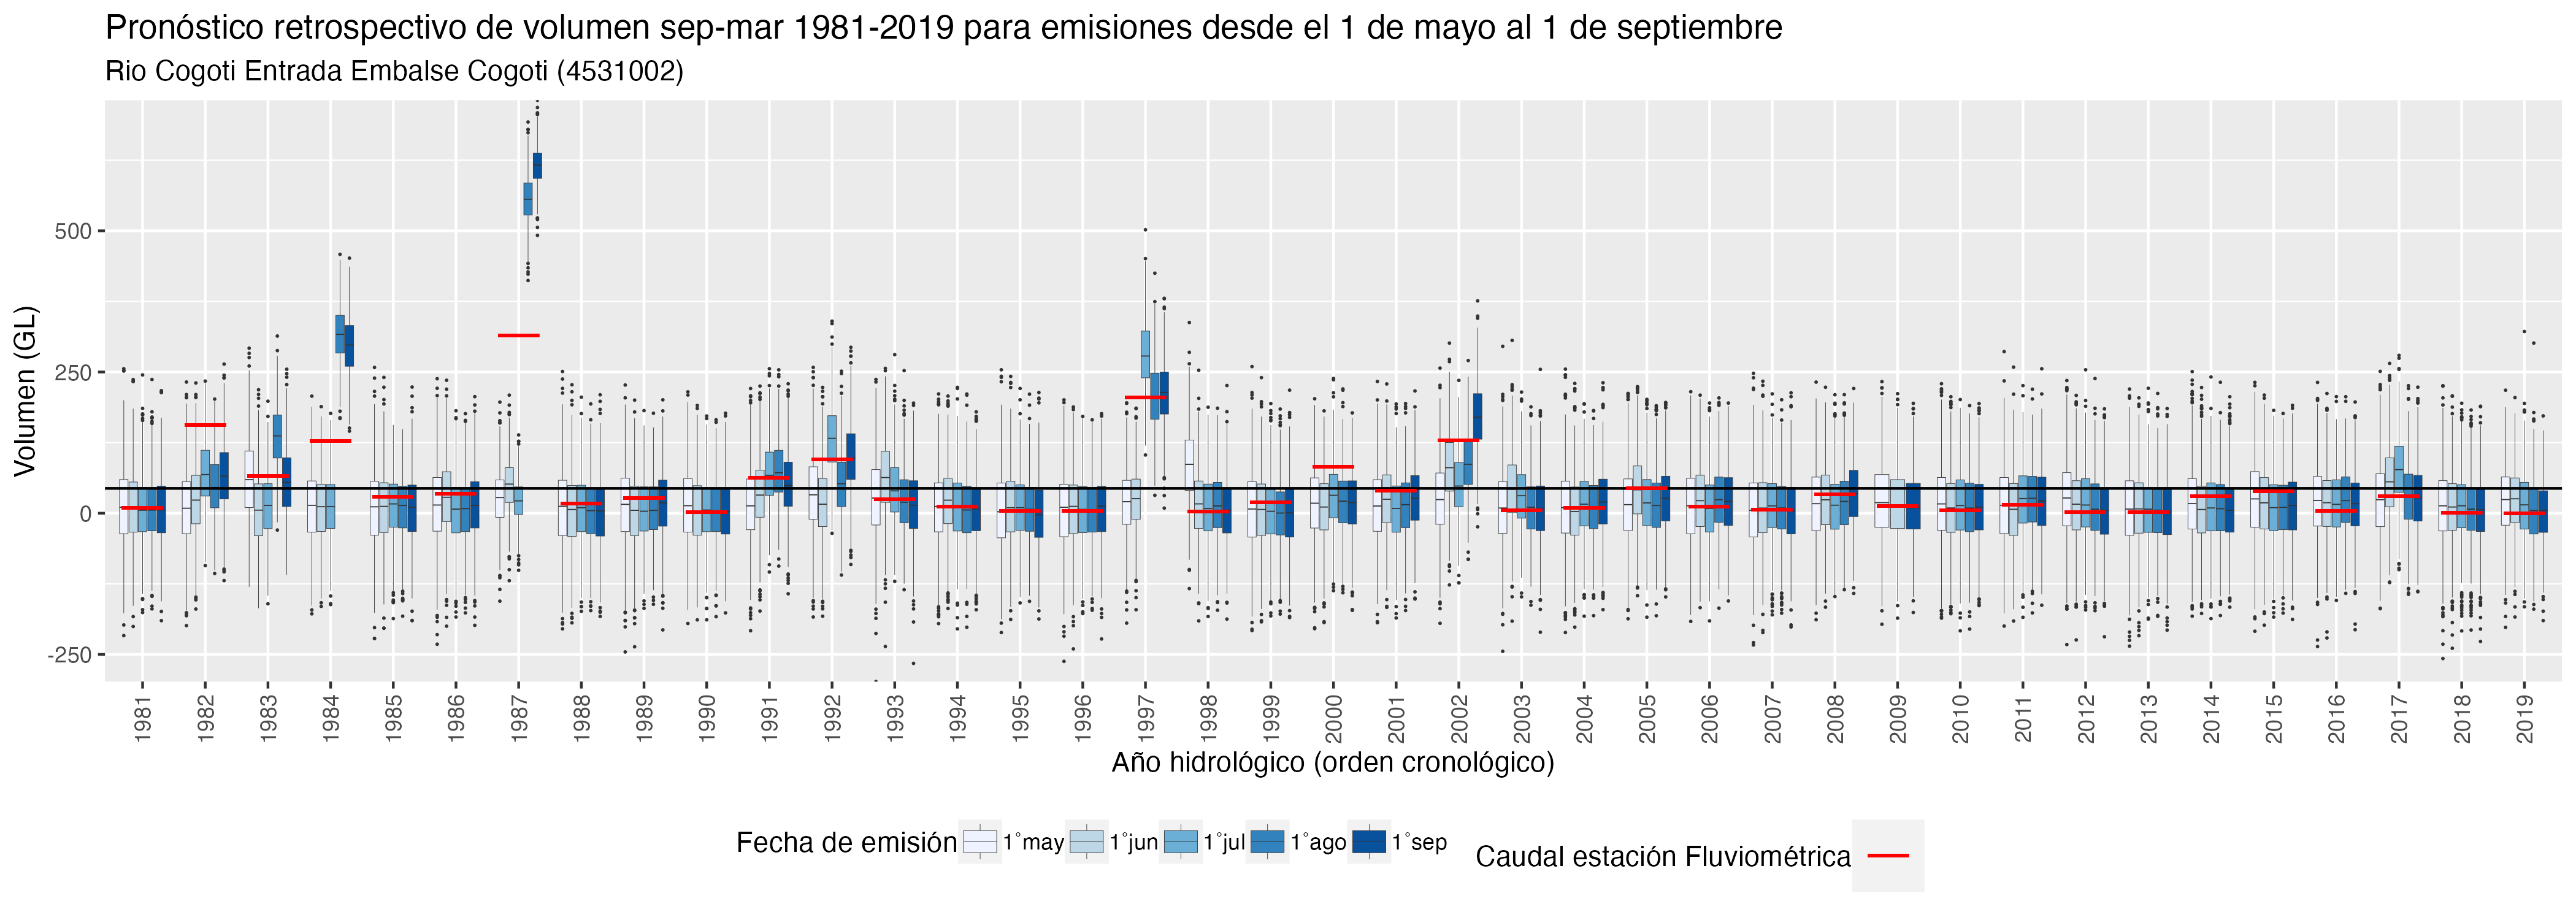 Pronóstico retrospectivo de volumen sep-mar 1981-2019 para emisiones desde el 1 de mayo al 1 de septiembre
Rio Cogoti Entrada Embalse Cogoti (4531002)
Volumen (GL)
500
250
0
-250
1981 1982 1983 1984 1985 1986 1987 1988 1989 1990 1991 1992 1993 1994 1995 1996 1997 1998 1999 2000 2001 2002 2003 2004 2005 2006 2007 2008 2009 2010 2011 2012 2013 2014 2015 2016 2017 2018 2019
Año hidrológico (orden cronológico)
Fecha de emisión 1°may 1°jun 1°jul 1°ago 1°sep
Caudal estación Fluviométrica